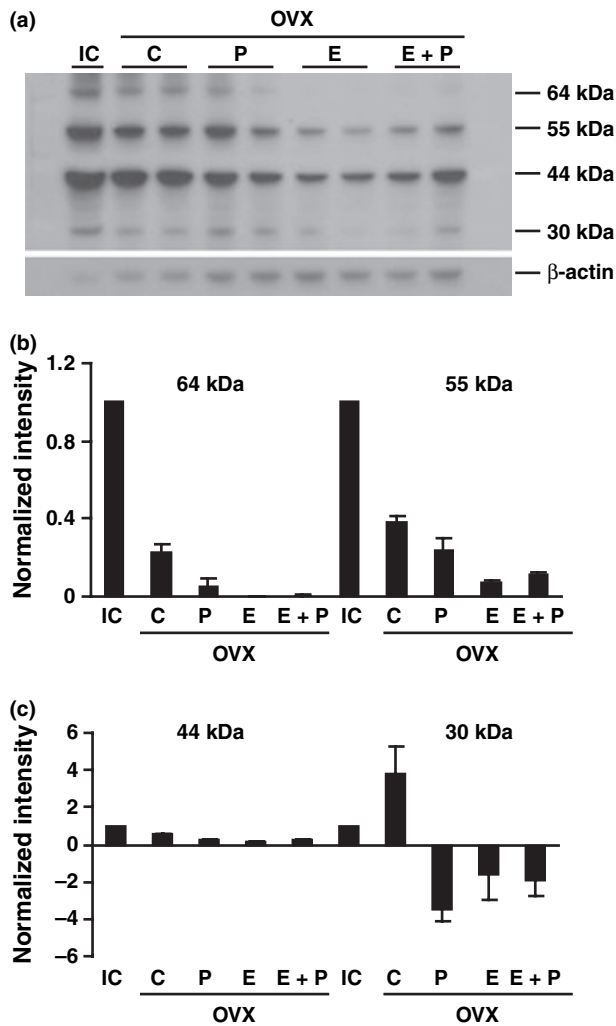 (a)
OVX
IC C P E E + P
64 kDa
55 kDa
44 kDa
30 kDa
β-actin
(b)
Normalized intensity
1.2
0.8
0.4
0
64 kDa 55 kDa
IC C P E E + P IC C P E E + P
OVX OVX
(c)
Normalized intensity
6
4
2
0
–2
–4
–6
44 kDa 30 kDa
IC C P E E + P IC C P E E + P
OVX OVX